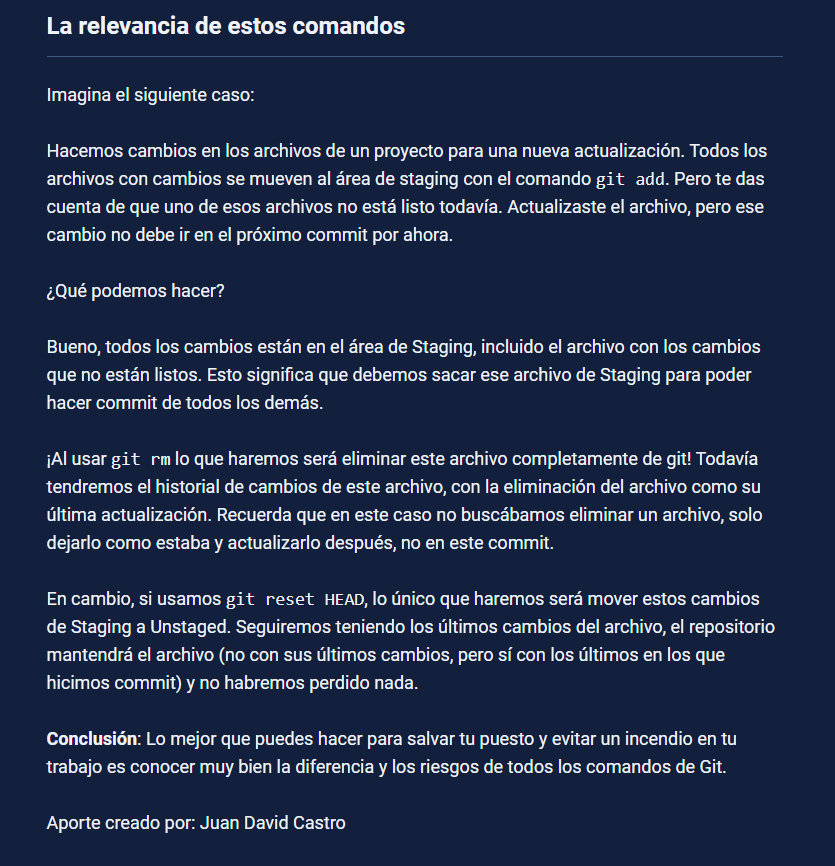 La relevancia de estos comandos
Imagina el siguiente caso:
Hacemos cambios en los archivos de un proyecto para una nueva actualización. Todos los
archivos con cambios se mueven al área de staging con el comando git add. Pero te das
cuenta de que uno de esos archivos no está listo todavía. Actualizaste el archivo, pero ese
cambio no debe ir en el próximo commit por ahora.
¿Qué podemos hacer?
Bueno, todos los cambios están en el área de Staging, incluido el archivo con los cambios
que no están listos. Esto significa que debemos sacar ese archivo de Staging para poder
hacer commit de todos los demás.
¡Al usar git rm lo que haremos será eliminar este archivo completamente de git! Todavía
tendremos el historial de cambios de este archivo, con la eliminación del archivo como su
última actualización. Recuerda que en este caso no buscábamos eliminar un archivo, solo
dejarlo como estaba y actualizarlo después, no en este commit.
En cambio, si usamos git reset HEAD, lo único que haremos será mover estos cambios
de Staging a Unstaged. Seguiremos teniendo los últimos cambios del archivo, el repositorio
mantendrá el archivo (no con sus últimos cambios, pero sí con los últimos en los que
hicimos commit) y no habremos perdido nada.
Conclusión: Lo mejor que puedes hacer para salvar tu puesto y evitar un incendio en tu
trabajo es conocer muy bien la diferencia y los riesgos de todos los comandos de Git.
Aporte creado por: Juan David Castro